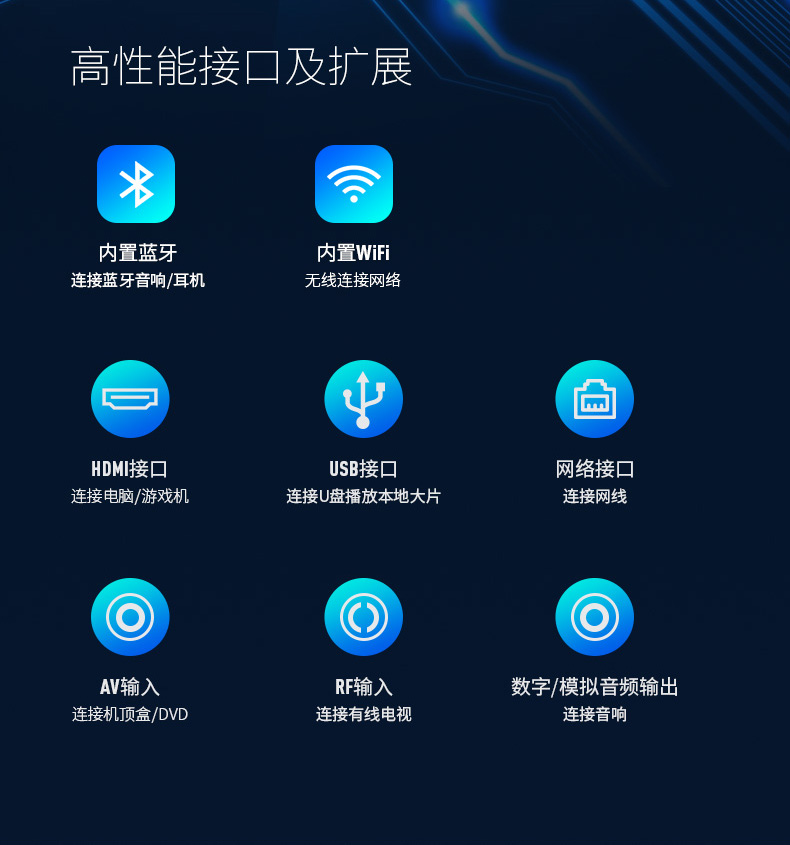 高性能接口及扩展
内置蓝牙
内置WiFi
连接蓝牙音响/耳机
无线连接网络
HDMI接口
USB接口
网络接口
连接电脑/游戏机
连接U盘播放本地大片
连接网线
AV输入
RF输入
数字/模拟音频输出
连接机顶盒/DVD
连接有线电视
连接音响